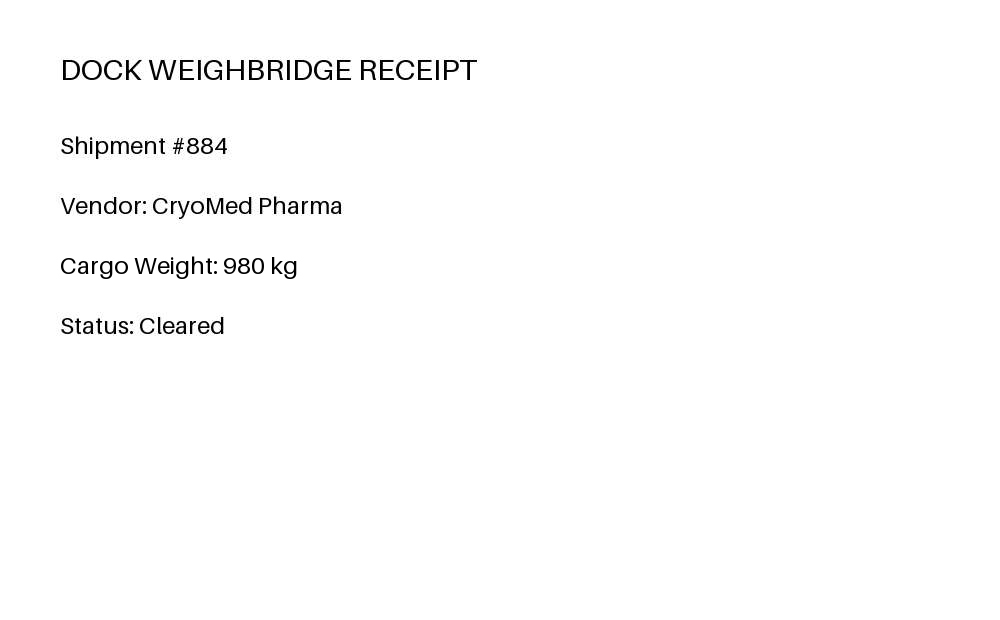 DOCK WEIGHBRIDGE RECEIPT
Shipment #884
Vendor: CryoMed Pharma
Cargo Weight: 980 kg
Status: Cleared